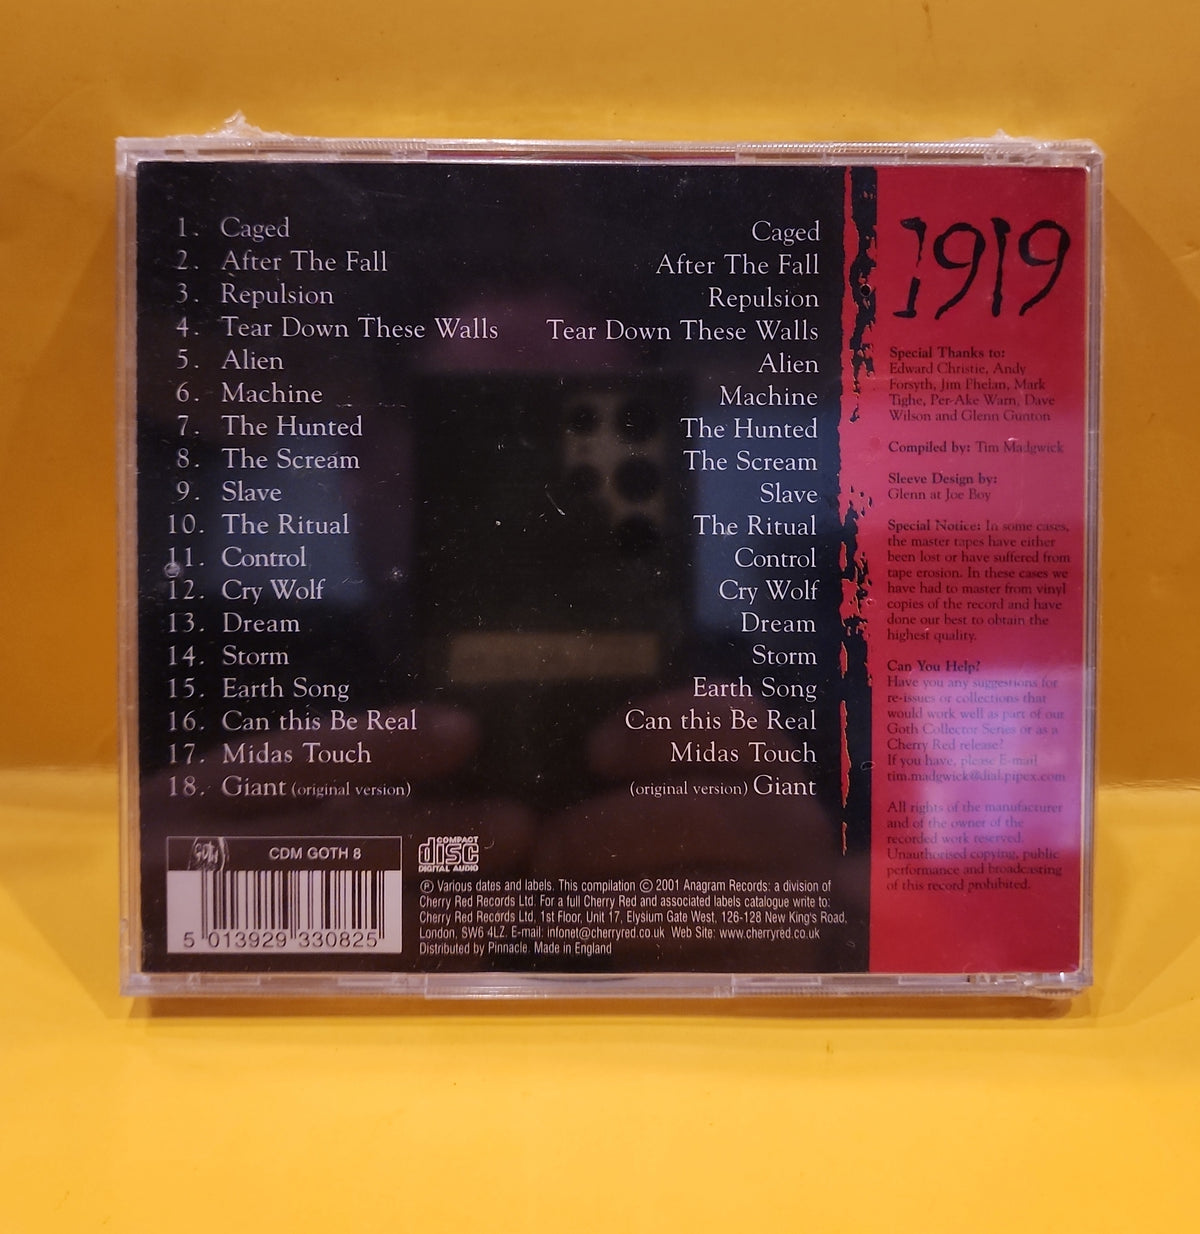 1. Caged
2. After The Fall
3. Repulsion
4. Tear Down These Walls
5. Alien
6. Machine
7. The Hunted
8. The Scream
9. Slave
10. The Ritual
11. Control
12. Cry Wolf
13. Dream
14. Storm
15. Earth Song
16. Can this Be Real
17. Midas Touch
18. Giant (original version)
Caged
After The Fall
Repulsion
Tear Down These Walls
Alien
Machine
The Hunted
The Scream
Slave
The Ritual
Control
Cry Wolf
Dream
Storm
Earth Song
Can this Be Real
Midas Touch
(original version) Giant
GOTH
CDM GOTH 8
5 013929 330825
COMPACT
disc
DIGITAL AUDIO
Ⓟ Various dates and labels. This compilation © 2001 Anagram Records: a division of
Cherry Red Records Ltd. For a full Cherry Red and associated labels catalogue write to:
Cherry Red Records Ltd, 1st Floor, Unit 17, Elysium Gate West, 126-128 New King's Road,
London, SW6 4LZ. E-mail: infonet@cherryred.co.uk Web Site: www.cherryred.co.uk
Distributed by Pinnacle. Made in England
1919
Special Thanks to:
Edward Christie, Andy
Forsyth, Jim Phelan, Mark
Tighe, Per-Ake Warn, Dave
Wilson and Glenn Gunton
Compiled by: Tim Madgwick
Sleeve Design by:
Glenn at Joe Boy
Special Notice: In some cases,
the master tapes have either
been lost or have suffered from
tape erosion. In these cases we
have had to master from vinyl
copies of the record and have
done our best to obtain the
highest quality.
Can You Help?
Have you any suggestions for
re-issues or collections that
would work well as part of our
Goth Collector Series or as a
Cherry Red release?
If you have, please E-mail
tim.madgwick@dial.pipex.com
All rights of the manufacturer
and of the owner of the
recorded work reserved.
Unauthorised copying, public
performance and broadcasting
of this record prohibited.